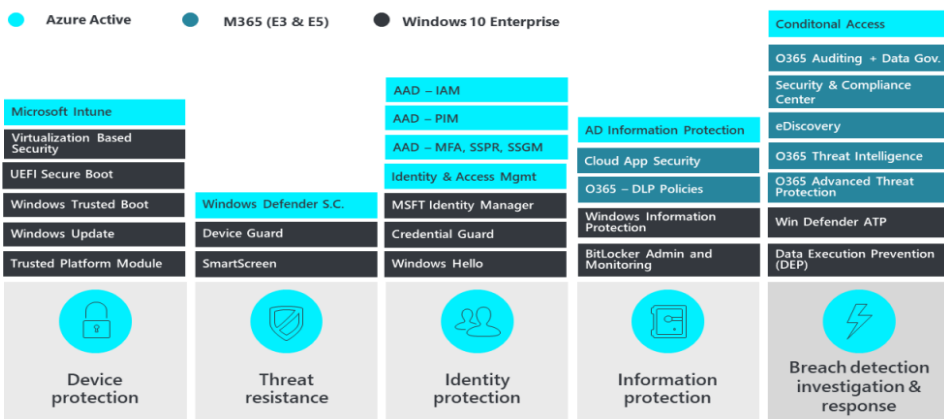 Azure Active
M365 (E3 & E5)
Windows 10 Enterprise
Microsoft Intune
Virtualization Based
Security
UEFI Secure Boot
Windows Trusted Boot
Windows Update
Trusted Platform Module
Device
protection
Windows Defender S.C.
Device Guard
SmartScreen
Threat
resistance
AAD – IAM
AAD – PIM
AAD – MFA, SSPR, SSGM
Identity & Access Mgmt
MSFT Identity Manager
Credential Guard
Windows Hello
Identity
protection
AD Information Protection
Cloud App Security
O365 – DLP Policies
Windows Information
Protection
BitLocker Admin and
Monitoring
Information
protection
Conditonal Access
O365 Auditing + Data Gov.
Security & Compliance
Center
eDiscovery
O365 Threat Intelligence
O365 Advanced Threat
Protection
Win Defender ATP
Data Execution Prevention
(DEP)
Breach detection
investigation &
response